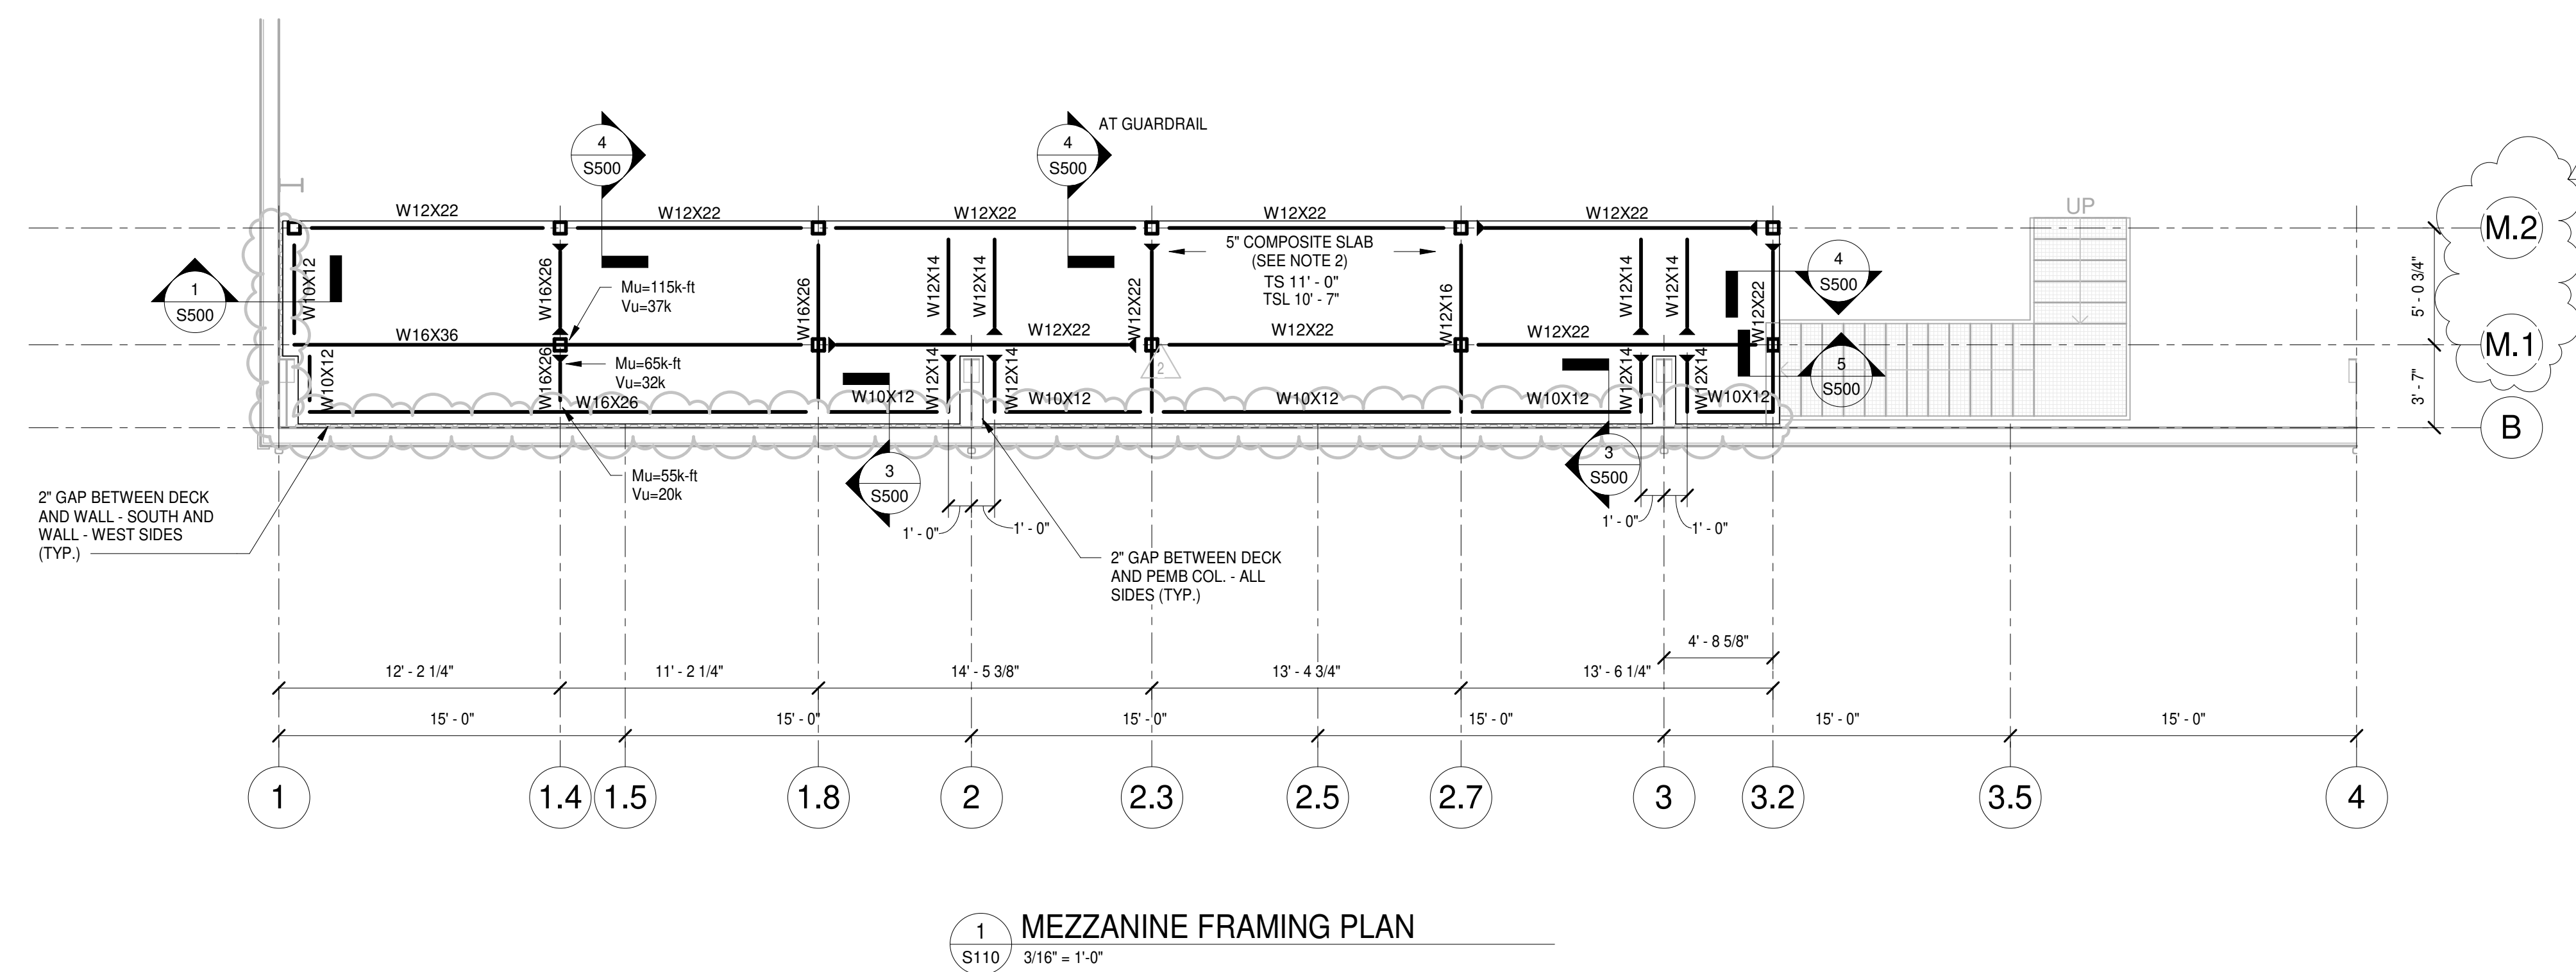 4
S500
4
S500
AT GUARDRAIL
UP
W12X22
W12X22
W12X22
W12X22
W12X22
M.2
1
S500
W10X12
W16X26
Mu=115k-ft
Vu=37k
W16X26
W12X14
W12X14
W12X22
5" COMPOSITE SLAB
(SEE NOTE 2)
TS 11' - 0"
TSL 10' - 7"
W12X16
W12X14
W12X14
W12X22
4
S500
5' - 0 3/4"
W16X36
W12X22
W12X22
W12X22
M.1
W10X12
W16X26
Mu=65k-ft
Vu=32k
W16X26
W10X12
W12X14
W12X14
W10X12
2
W10X12
W10X12
W12X14
W12X14
W10X12
5
S500
3' - 7"
B
2" GAP BETWEEN DECK
AND WALL - SOUTH AND
WALL - WEST SIDES
(TYP.)
Mu=55k-ft
Vu=20k
3
S500
1' - 0"
1' - 0"
2" GAP BETWEEN DECK
AND PEMB COL. - ALL
SIDES (TYP.)
3
S500
1' - 0"
1' - 0"
4' - 8 5/8"
12' - 2 1/4"
11' - 2 1/4"
14' - 5 3/8"
13' - 4 3/4"
13' - 6 1/4"
15' - 0"
15' - 0"
15' - 0"
15' - 0"
15' - 0"
15' - 0"
1
1.4
1.5
1.8
2
2.3
2.5
2.7
3
3.2
3.5
4
1
S110
MEZZANINE FRAMING PLAN
3/16" = 1'-0"